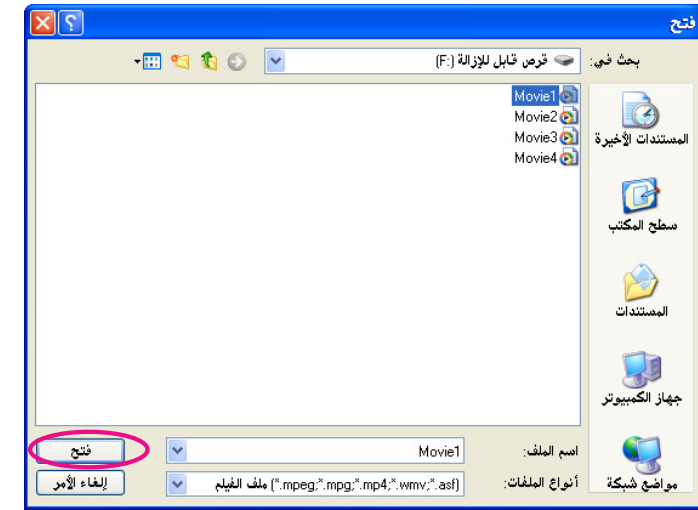 فتح
بحث في: قرص قابل للإزالة (F:)
Movie1
Movie2
Movie3
Movie4
المستندات الأخيرة
سطح المكتب
المستندات
جهاز الكمبيوتر
مواضع شبكة
اسم الملف: Movie1 فتح
أنواع الملفات: ملف الفيلم (*.mpeg;*.mpg;*.mp4;*.wmv;*.asf) إلغاء الأمر